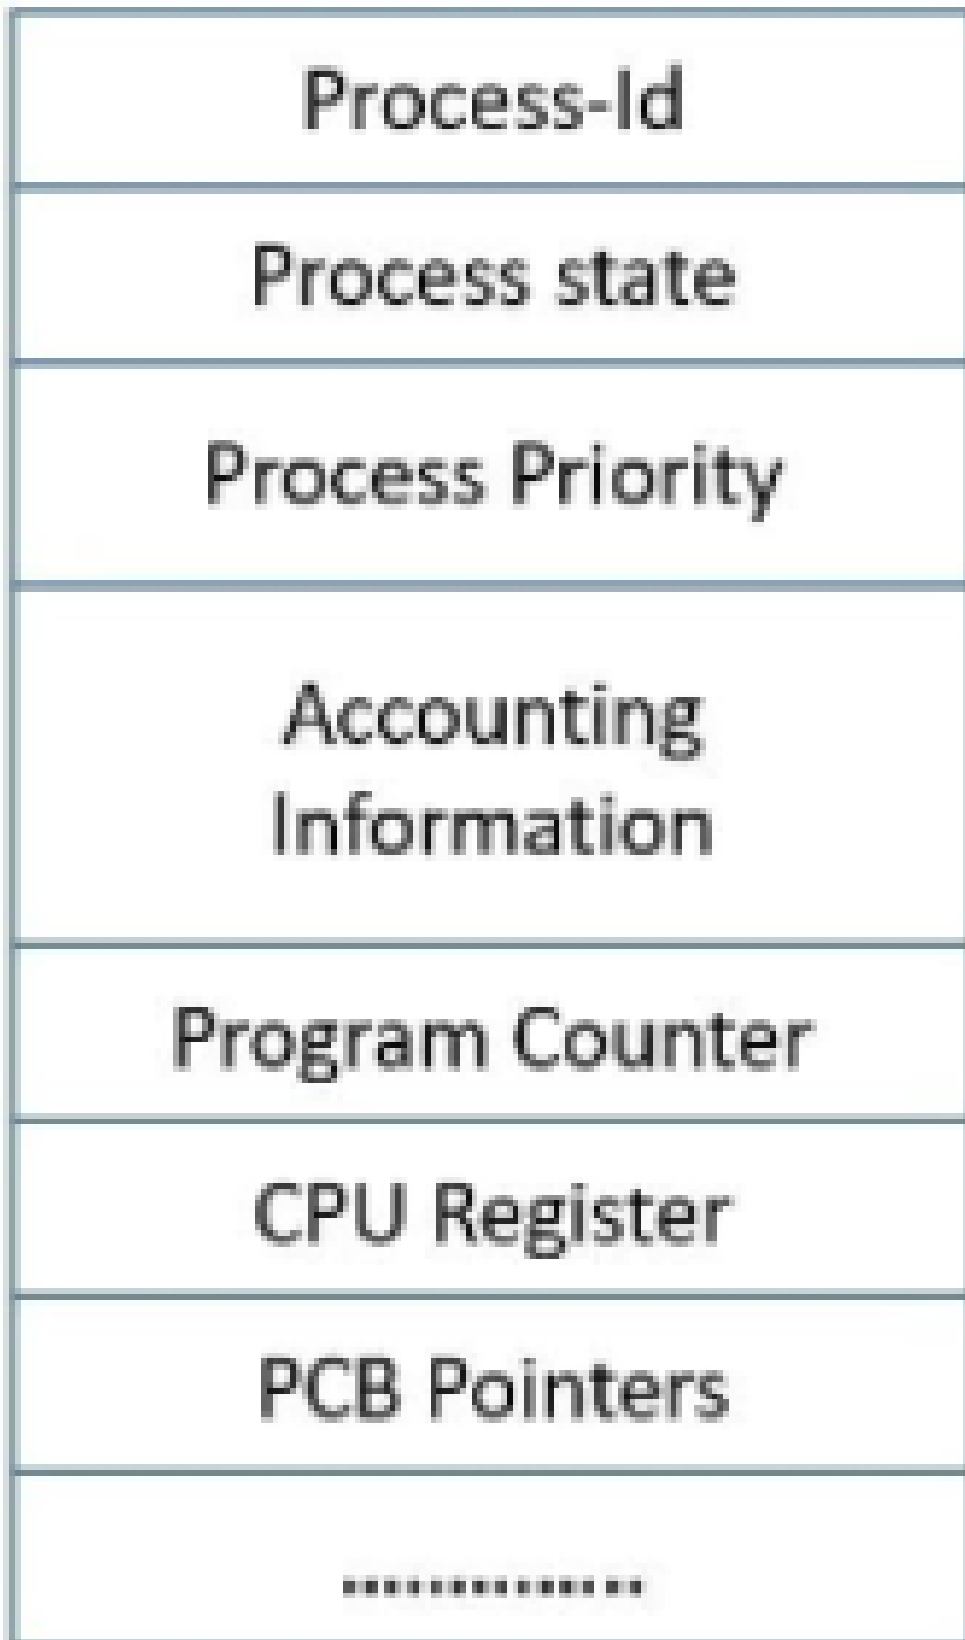 Process-Id
Process state
Process Priority
Accounting
Information
Program Counter
CPU Register
PCB Pointers
..............